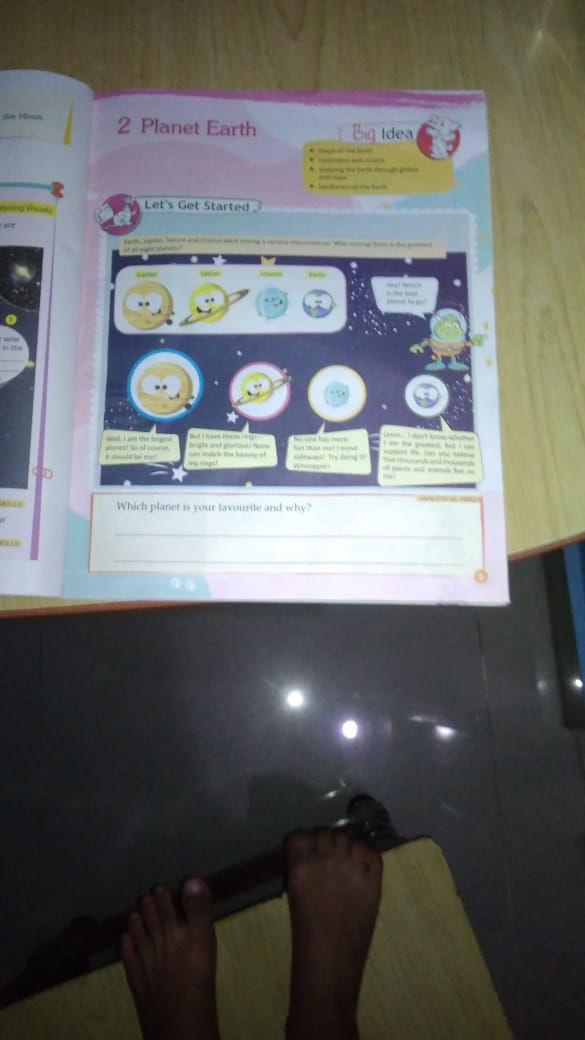 the Moon
2 Planet Earth
Big Idea
shape of the Earth
continents and oceans
studying the Earth through globes
and maps
landforms on the Earth
Let's Get Started
Earth, Jupiter, Saturn and Uranus were having a serious discussion on 'Who among them is the greatest
of all eight planets?'
Jupiter
Saturn
Uranus
Earth
Hey! Which
is the best
planet to go?
Well, I am the largest
planet! So of course,
it should be me!
But I have these rings—
bright and glorious! None
can match the beauty of
my rings!
No one has more
fun than me! I move
sideways! Try doing it!
Whooppie!
Umm... I don't know whether
I am the greatest, but I can
support life. Can you believe
that thousands and thousands
of plants and animals live on
me?
Which planet is your favourite and why?
solar
in the